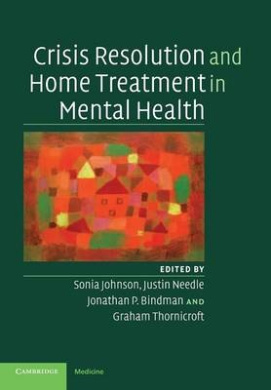 Crisis Resolution and
Home Treatment in
Mental Health
EDITED BY
Sonia Johnson, Justin Needle
Jonathan P. Bindman AND
Graham Thornicroft
CAMBRIDGE
Medicine